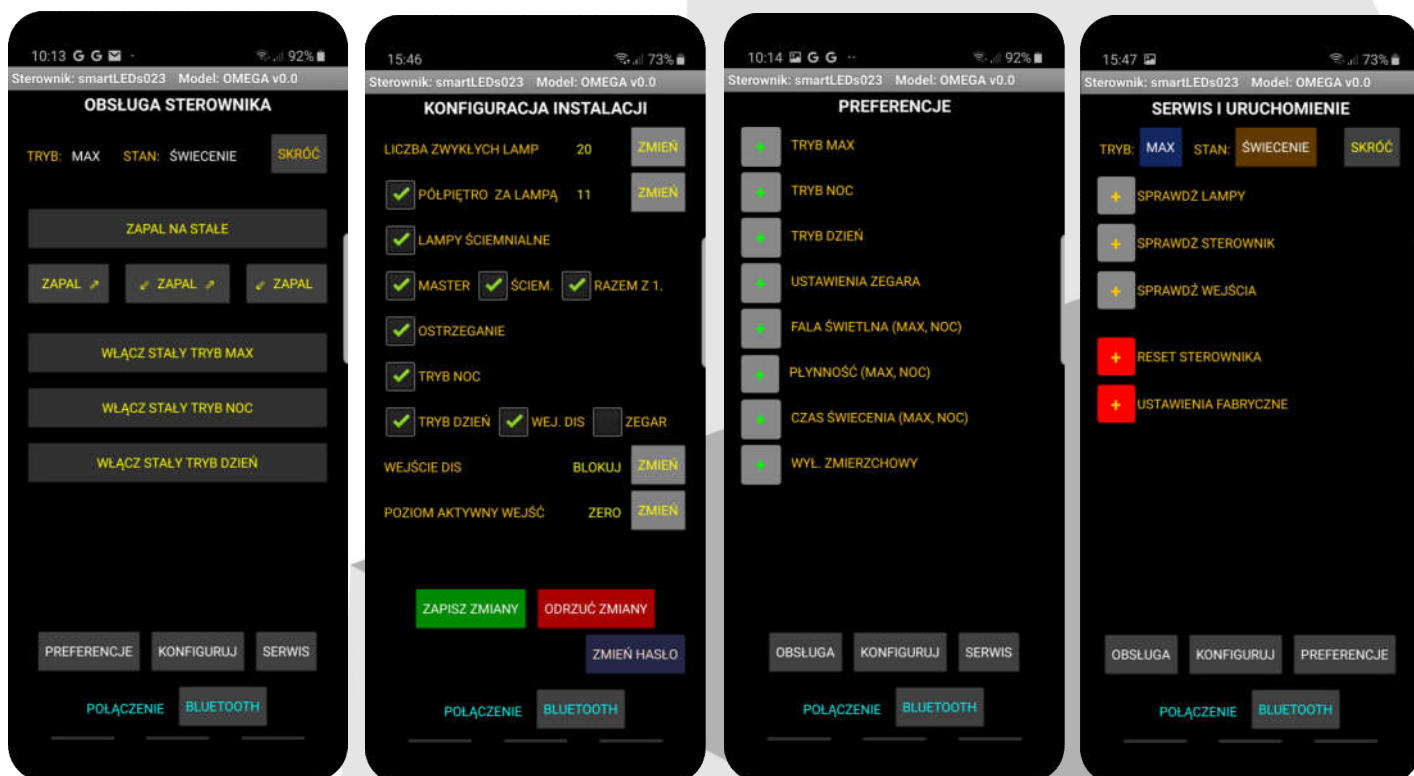 10:13 G G 92%
Sterownik: smartLEDs023 Model: OMEGA v0.0
OBSŁUGA STEROWNIKA
TRYB: MAX STAN: ŚWIECENIE SKRÓĆ
ZAPAL NA STAŁE
ZAPAL ⇗ ⇙ ZAPAL ⇗ ⇙ ZAPAL
WŁĄCZ STAŁY TRYB MAX
WŁĄCZ STAŁY TRYB NOC
WŁĄCZ STAŁY TRYB DZIEŃ
PREFERENCJE KONFIGURUJ SERWIS
POŁĄCZENIE BLUETOOTH
15:46 73%
Sterownik: smartLEDs023 Model: OMEGA v0.0
KONFIGURACJA INSTALACJI
LICZBA ZWYKŁYCH LAMP 20 ZMIEŃ
PÓŁPIĘTRO ZA LAMPĄ 11 ZMIEŃ
LAMPY ŚCIEMNIALNE
MASTER ŚCIEM. RAZEM Z 1.
OSTRZEGANIE
TRYB NOC
TRYB DZIEŃ WEJ. DIS ZEGAR
WEJŚCIE DIS BLOKUJ ZMIEŃ
POZIOM AKTYWNY WEJŚĆ ZERO ZMIEŃ
ZAPISZ ZMIANY ODRZUĆ ZMIANY
ZMIEŃ HASŁO
POŁĄCZENIE BLUETOOTH
10:14 G G ·· 92%
Sterownik: smartLEDs023 Model: OMEGA v0.0
PREFERENCJE
+ TRYB MAX
+ TRYB NOC
+ TRYB DZIEŃ
+ USTAWIENIA ZEGARA
+ FALA ŚWIETLNA (MAX, NOC)
+ PŁYNNOŚĆ (MAX, NOC)
+ CZAS ŚWIECENIA (MAX, NOC)
+ WYŁ. ZMIERZCHOWY
OBSŁUGA KONFIGURUJ SERWIS
POŁĄCZENIE BLUETOOTH
15:47 73%
Sterownik: smartLEDs023 Model: OMEGA v0.0
SERWIS I URUCHOMIENIE
TRYB: MAX STAN: ŚWIECENIE SKRÓĆ
+ SPRAWDŹ LAMPY
+ SPRAWDŹ STEROWNIK
+ SPRAWDŹ WEJŚCIA
+ RESET STEROWNIKA
+ USTAWIENIA FABRYCZNE
OBSŁUGA KONFIGURUJ PREFERENCJE
POŁĄCZENIE BLUETOOTH